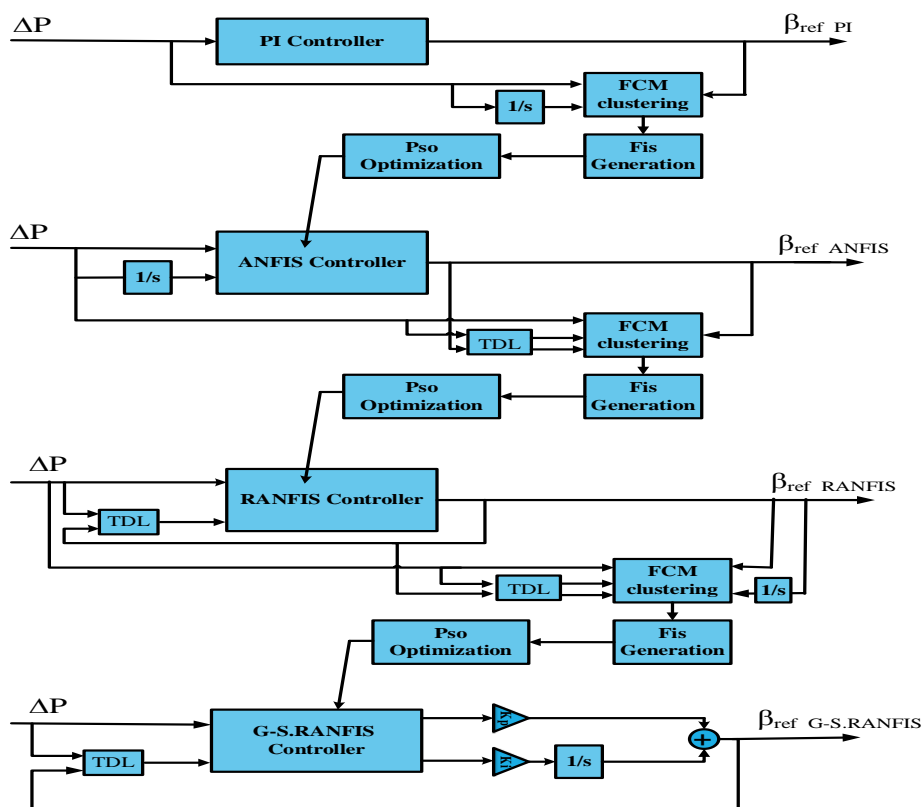 ΔP
PI Controller
βref PI
1/s
FCM
clustering
Pso
Optimization
Fis
Generation
ΔP
ANFIS Controller
βref ANFIS
1/s
TDL
FCM
clustering
Pso
Optimization
Fis
Generation
ΔP
RANFIS Controller
βref RANFIS
TDL
TDL
FCM
clustering
1/s
Pso
Optimization
Fis
Generation
ΔP
G-S.RANFIS
Controller
Kp
+
βref G-S.RANFIS
TDL
Ki
1/s